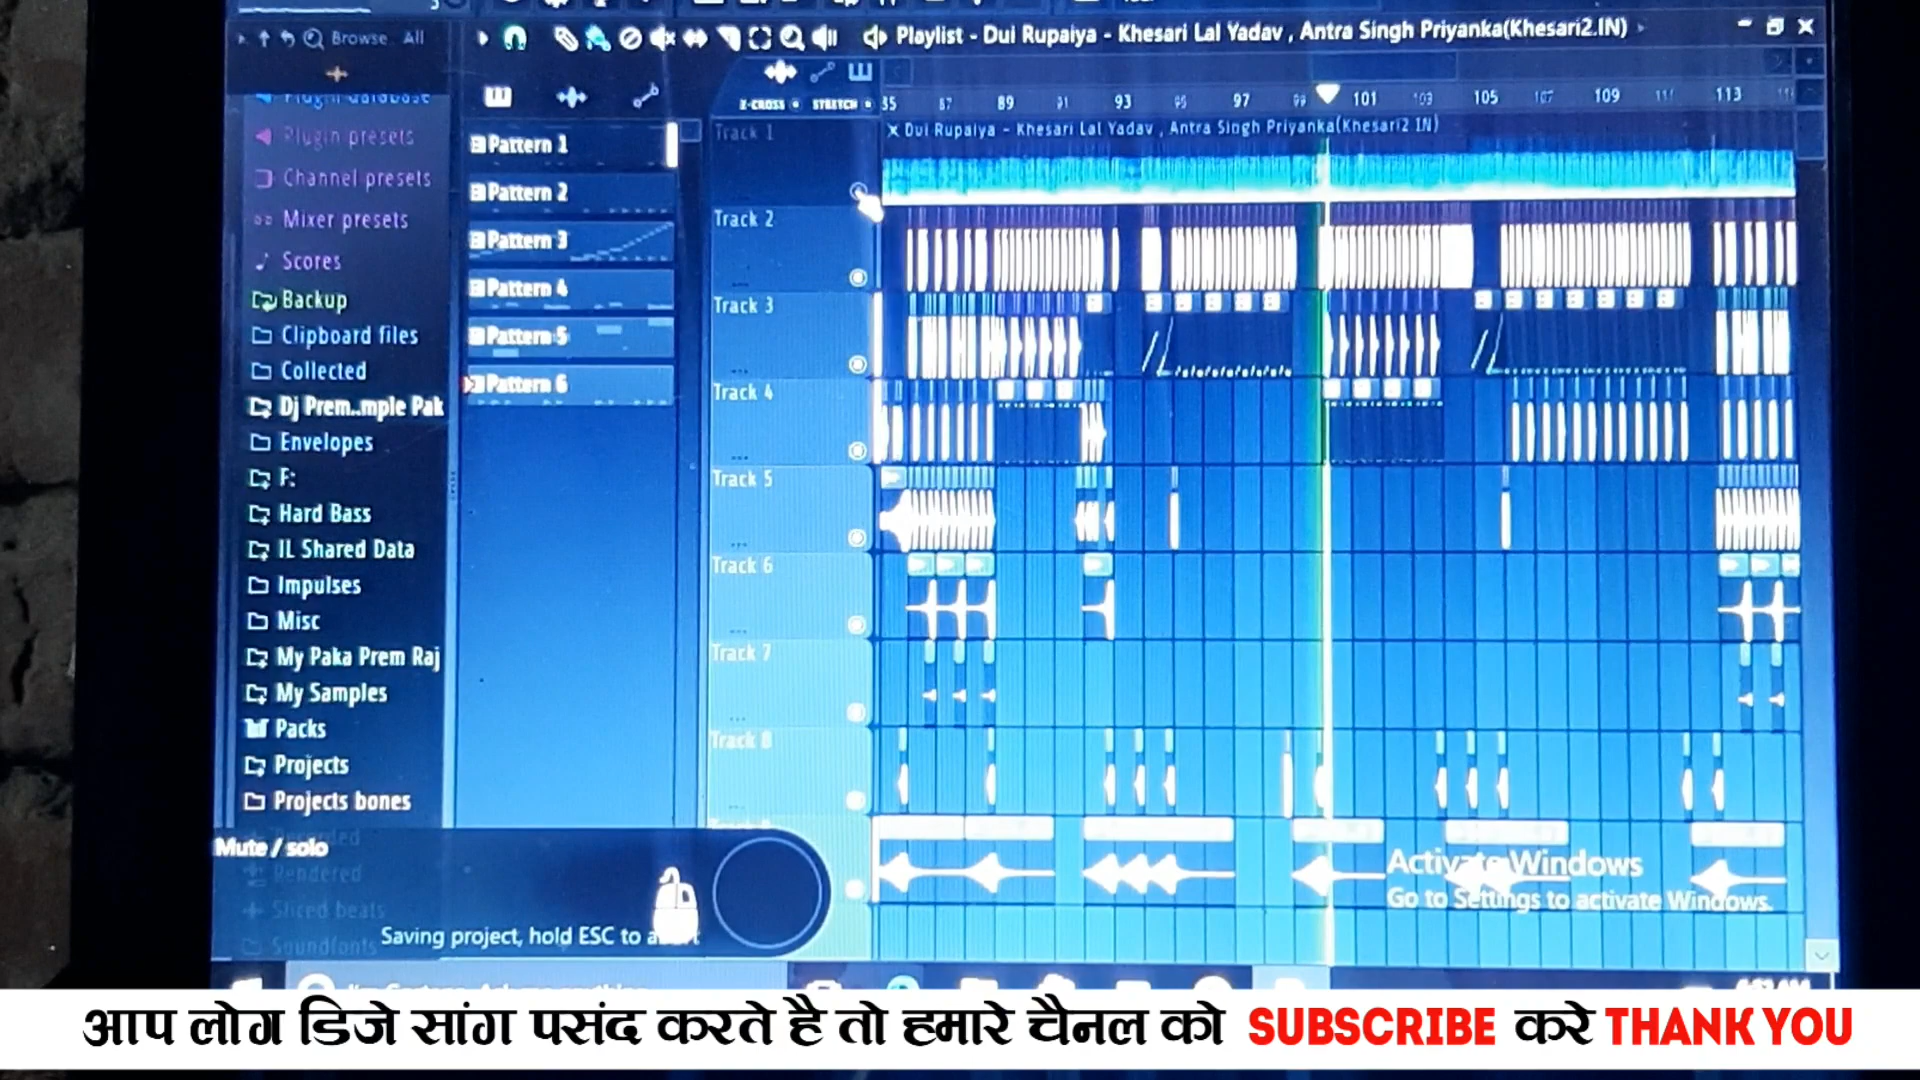 Browse All
Playlist - Dui Rupaiya - Khesari Lal Yadav , Antra Singh Priyanka(Khesari2.IN)
Z-CROSS STRETCH
85 87 89 91 93 95 97 99 101 103 105 107 109 111 113
Dui Rupaiya - Khesari Lal Yadav , Antra Singh Priyanka(Khesari2 IN)
Plugin database
Plugin presets
Channel presets
Mixer presets
Scores
Backup
Clipboard files
Collected
Dj Prem..mple Pak
Envelopes
F:
Hard Bass
IL Shared Data
Impulses
Misc
My Paka Prem Raj
My Samples
Packs
Projects
Projects bones
Rendered
Sliced beats
Soundfonts
Pattern 1
Pattern 2
Pattern 3
Pattern 4
Pattern 5
Pattern 6
Track 1
Track 2
Track 3
Track 4
Track 5
Track 6
Track 7
Track 8
Mute / solo
Saving project, hold ESC to
Activate Windows
Go to Settings to activate Windows.
आप लोग डिजे सांग पसंद करते है तो हमारे चैनल को SUBSCRIBE करे THANK YOU